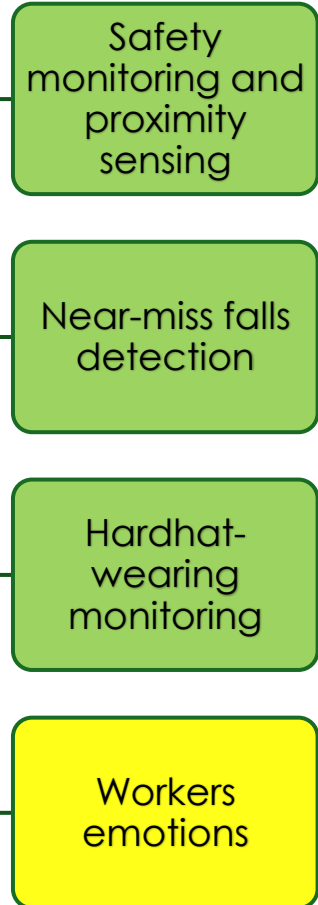 Safety
monitoring and
proximity
sensing
Near-miss falls
detection
Hardhat-
wearing
monitoring
Workers
emotions